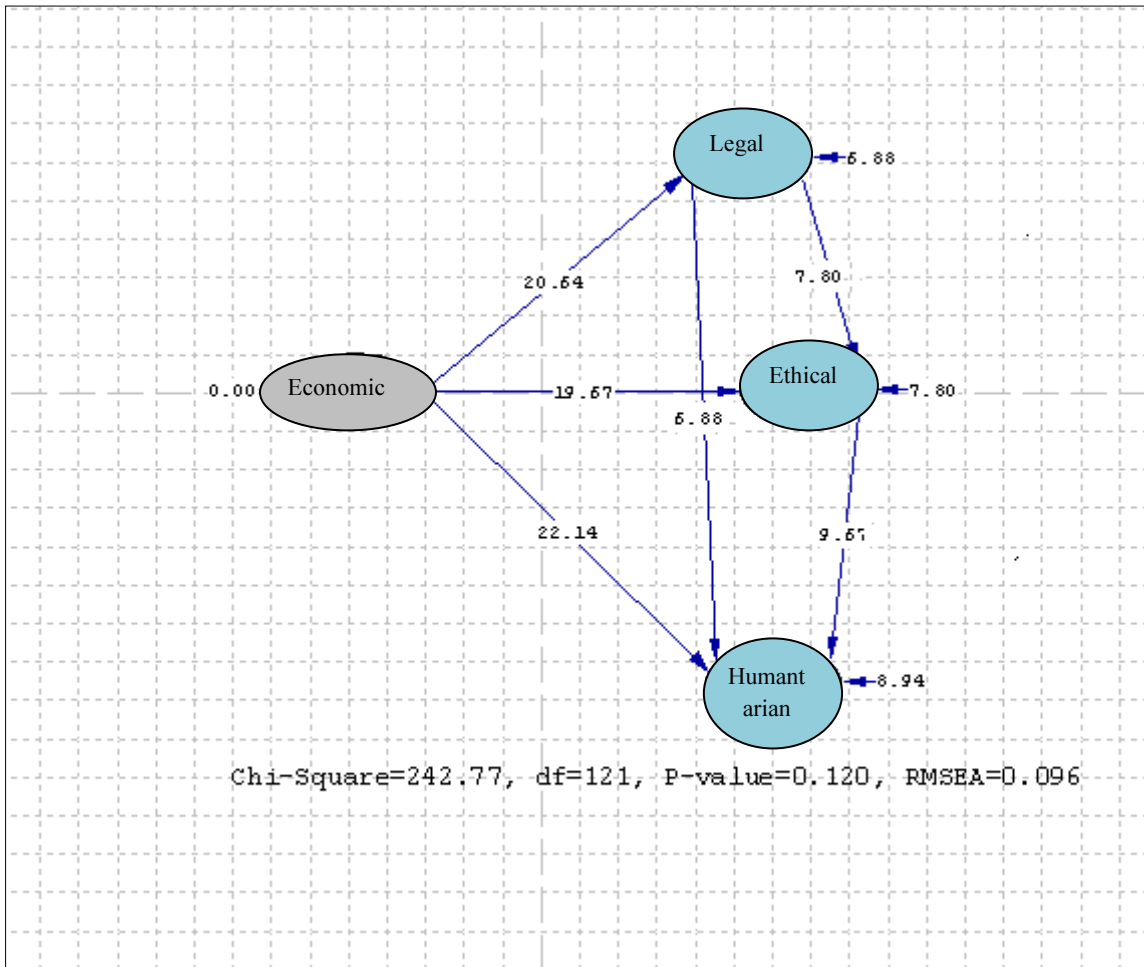 Legal
6.88
20.64
7.80
0.00
Economic
19.67
Ethical
7.80
6.88
22.14
9.67
Humant
arian
8.94
Chi-Square=242.77, df=121, P-value=0.120, RMSEA=0.096